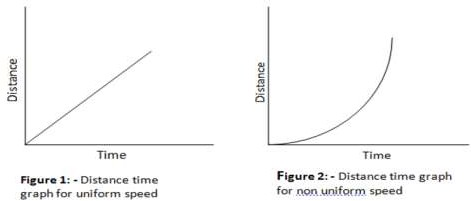 Distance
Time
Figure 1: - Distance time
graph for uniform speed
Distance
Time
Figure 2: - Distance time graph
for non uniform speed